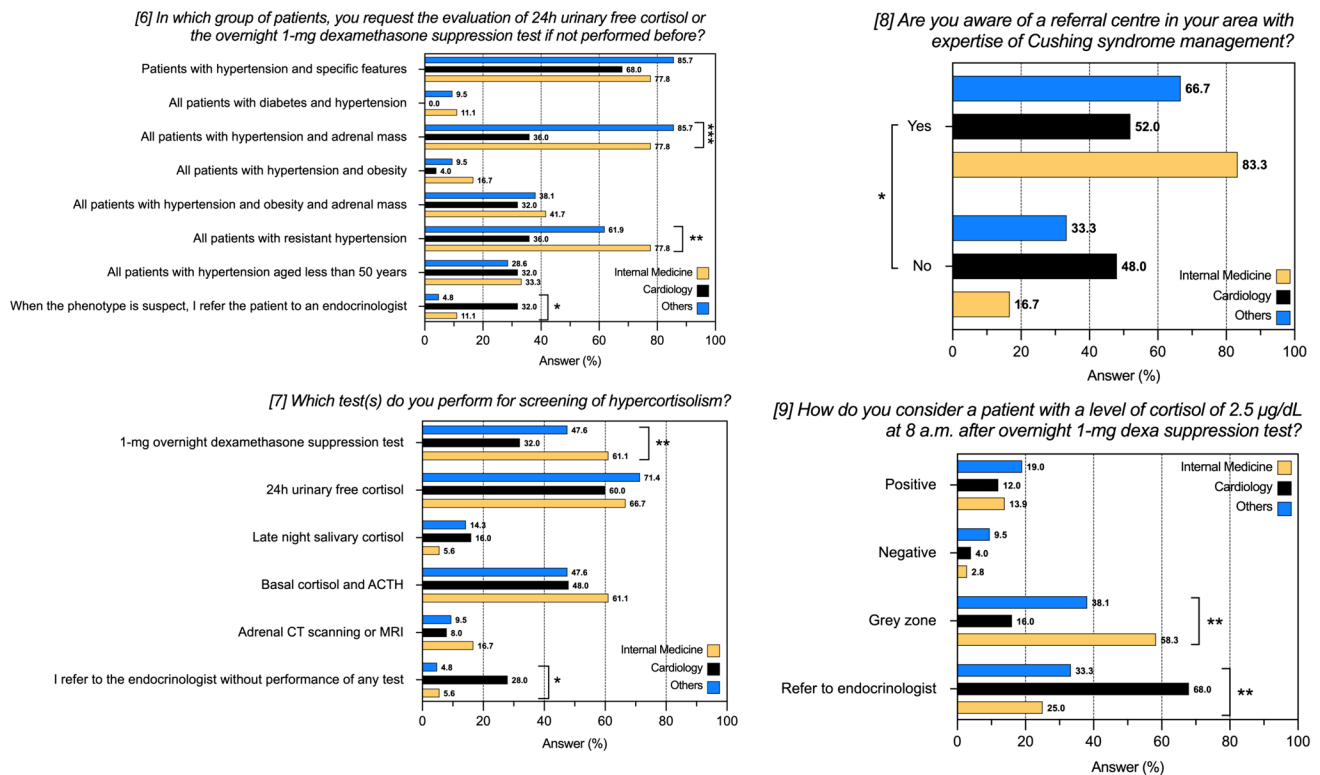 [6] In which group of patients, you request the evaluation of 24h urinary free cortisol or
the overnight 1-mg dexamethasone suppression test if not performed before?
Patients with hypertension and specific features
85.7
68.0
77.8
All patients with diabetes and hypertension
9.5
0.0
11.1
All patients with hypertension and adrenal mass
85.7
36.0
77.8
***
All patients with hypertension and obesity
9.5
4.0
16.7
All patients with hypertension and obesity and adrenal mass
38.1
32.0
41.7
All patients with resistant hypertension
61.9
36.0
77.8
**
All patients with hypertension aged less than 50 years
28.6
32.0
33.3
When the phenotype is suspect, I refer the patient to an endocrinologist
4.8
32.0
11.1
*
Internal Medicine
Cardiology
Others
0 20 40 60 80 100
Answer (%)
[8] Are you aware of a referral centre in your area with
expertise of Cushing syndrome management?
Yes
66.7
52.0
83.3
*
No
33.3
48.0
16.7
Internal Medicine
Cardiology
Others
0 20 40 60 80 100
Answer (%)
[7] Which test(s) do you perform for screening of hypercortisolism?
1-mg overnight dexamethasone suppression test
47.6
32.0
61.1
**
24h urinary free cortisol
71.4
60.0
66.7
Late night salivary cortisol
14.3
16.0
5.6
Basal cortisol and ACTH
47.6
48.0
61.1
Adrenal CT scanning or MRI
9.5
8.0
16.7
I refer to the endocrinologist without performance of any test
4.8
28.0
5.6
*
Internal Medicine
Cardiology
Others
0 20 40 60 80 100
Answer (%)
[9] How do you consider a patient with a level of cortisol of 2.5 µg/dL
at 8 a.m. after overnight 1-mg dexa suppression test?
Positive
19.0
12.0
13.9
Negative
9.5
4.0
2.8
Grey zone
38.1
16.0
58.3
**
Refer to endocrinologist
33.3
68.0
25.0
**
Internal Medicine
Cardiology
Others
0 20 40 60 80 100
Answer (%)